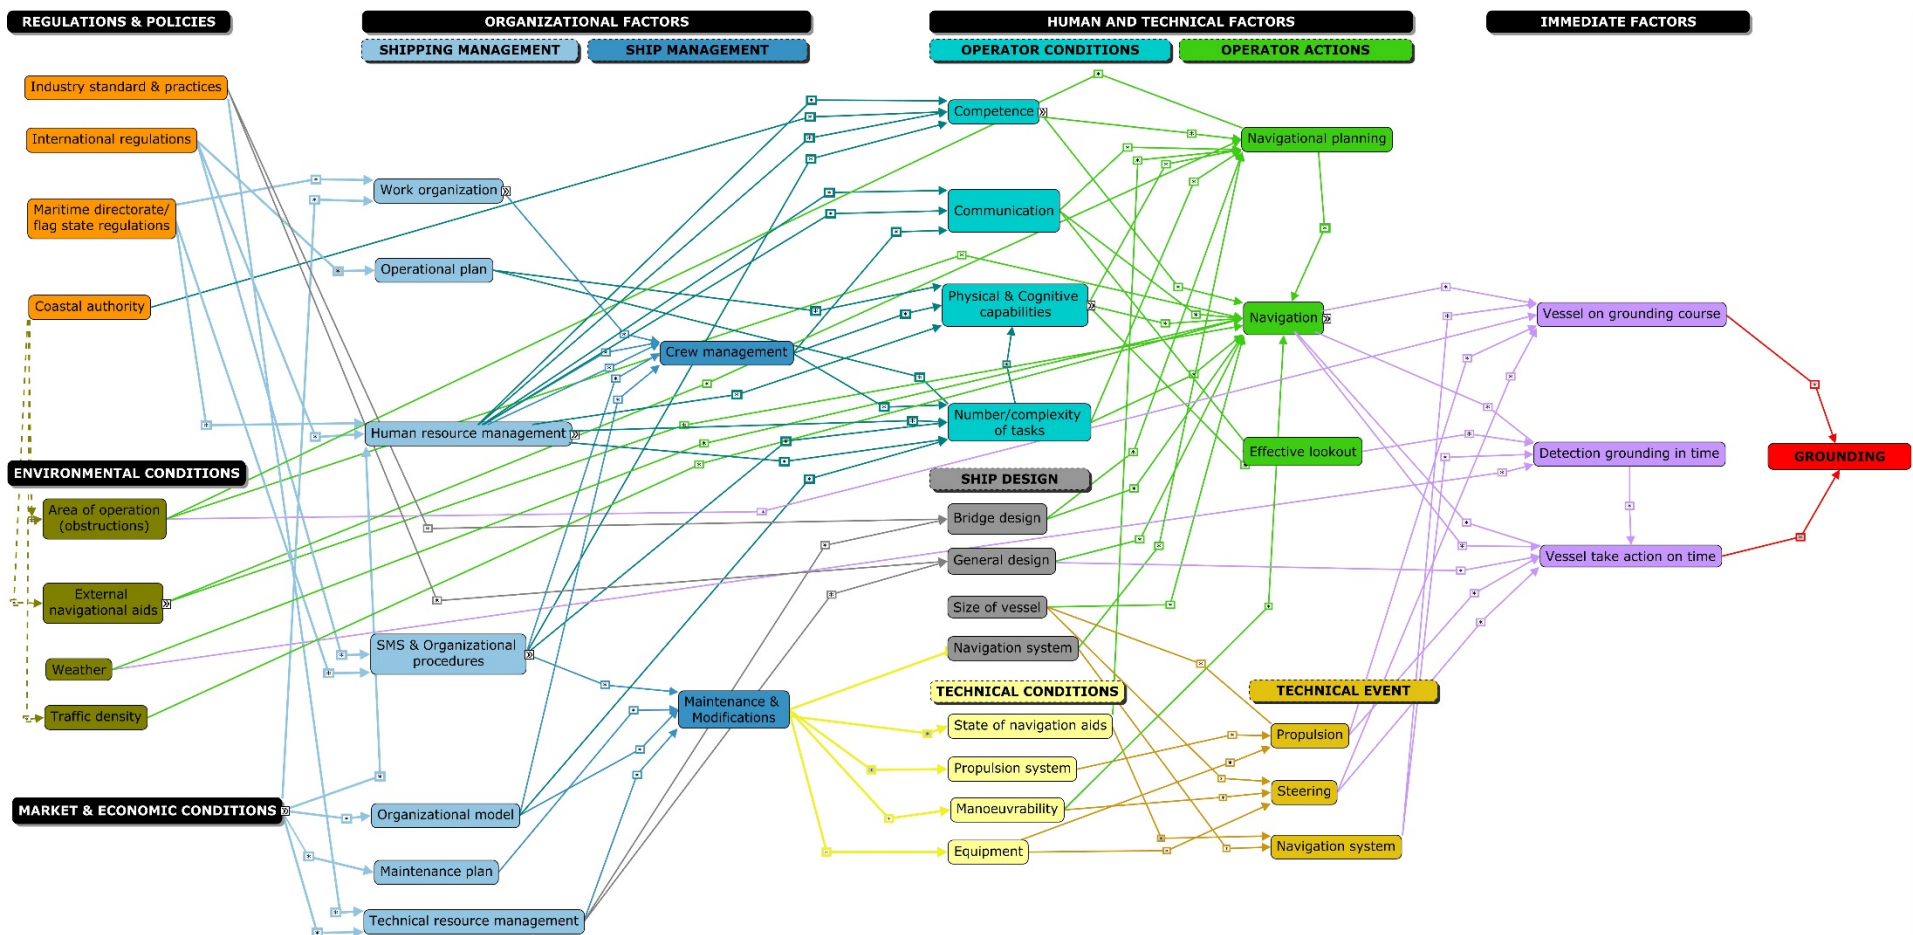 REGULATIONS & POLICIES
ORGANIZATIONAL FACTORS
HUMAN AND TECHNICAL FACTORS
IMMEDIATE FACTORS
SHIPPING MANAGEMENT
SHIP MANAGEMENT
OPERATOR CONDITIONS
OPERATOR ACTIONS
Industry standard & practices
International regulations
Maritime directorate/
flag state regulations
Coastal authority
ENVIRONMENTAL CONDITIONS
Area of operation
(obstructions)
External
navigational aids
Weather
Traffic density
MARKET & ECONOMIC CONDITIONS
Work organization
Operational plan
Crew management
Human resource management
SMS & Organizational
procedures
Maintenance &
Modifications
Organizational model
Maintenance plan
Technical resource management
Competence
Communication
Physical & Cognitive
capabilities
Number/complexity
of tasks
SHIP DESIGN
Bridge design
General design
Size of vessel
Navigation system
TECHNICAL CONDITIONS
State of navigation aids
Propulsion system
Manoeuvrability
Equipment
Navigational planning
Navigation
Effective lookout
TECHNICAL EVENT
Propulsion
Steering
Navigation system
Vessel on grounding course
Detection grounding in time
Vessel take action on time
GROUNDING